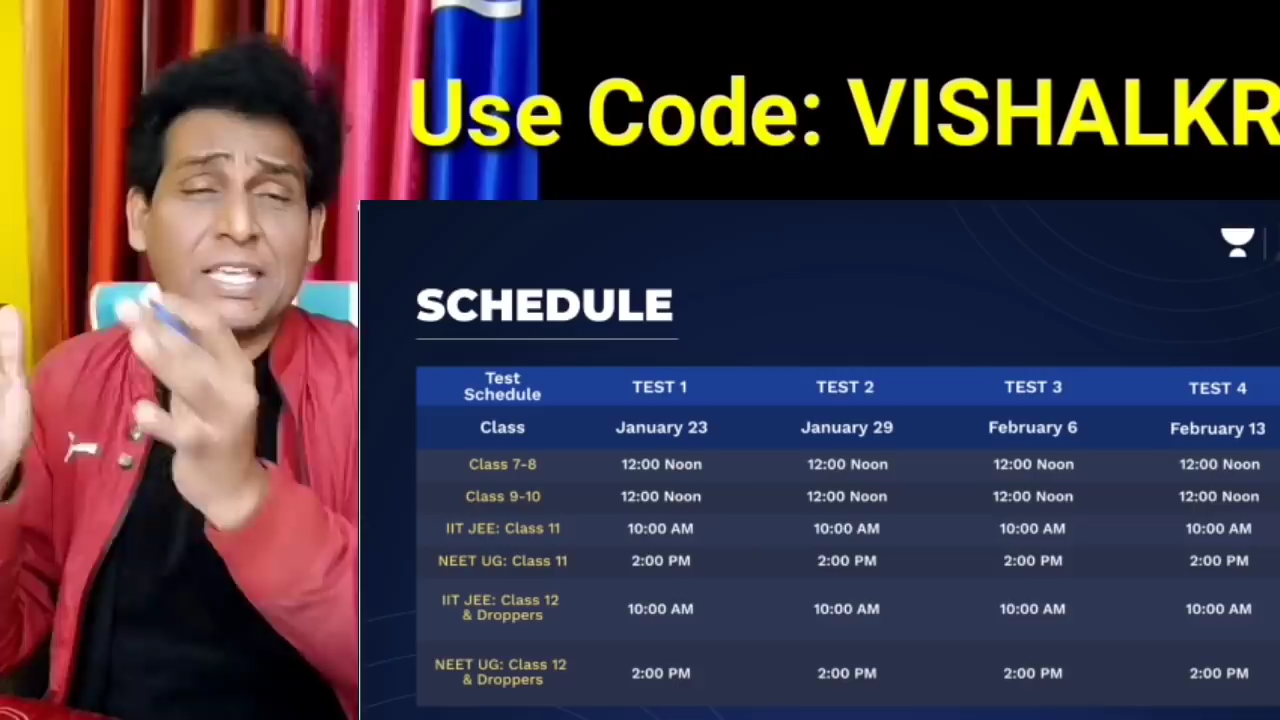 Use Code: VISHALKR
SCHEDULE
Test Schedule TEST 1 TEST 2 TEST 3 TEST 4
Class January 23 January 29 February 6 February 13
Class 7-8 12:00 Noon 12:00 Noon 12:00 Noon 12:00 Noon
Class 9-10 12:00 Noon 12:00 Noon 12:00 Noon 12:00 Noon
IIT JEE: Class 11 10:00 AM 10:00 AM 10:00 AM 10:00 AM
NEET UG: Class 11 2:00 PM 2:00 PM 2:00 PM 2:00 PM
IIT JEE: Class 12 & Droppers 10:00 AM 10:00 AM 10:00 AM 10:00 AM
NEET UG: Class 12 & Droppers 2:00 PM 2:00 PM 2:00 PM 2:00 PM